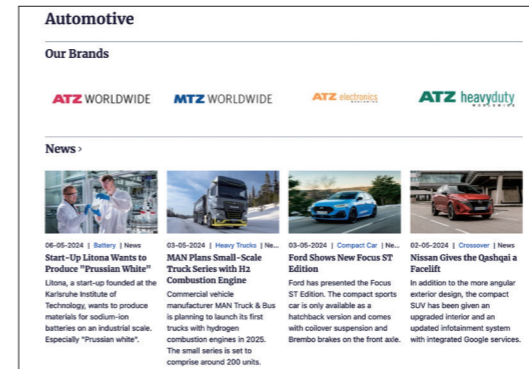 Automotive
Our Brands
ATZ WORLDWIDE
MTZ WORLDWIDE
ATZ electronics
WORLDWIDE
ATZ heavyduty
WORLDWIDE
News ›
06-05-2024 | Battery | News
Start-Up Litona Wants to
Produce "Prussian White"
Litona, a start-up founded at the
Karlsruhe Institute of
Technology, wants to produce
materials for sodium-ion
batteries on an industrial scale.
Especially "Prussian white".
03-05-2024 | Heavy Trucks | Ne...
MAN Plans Small-Scale
Truck Series with H2
Combustion Engine
Commercial vehicle
manufacturer MAN Truck & Bus
is planning to launch its first
trucks with hydrogen
combustion engines in 2025.
The small series is set to
comprise around 200 units.
03-05-2024 | Compact Car | Ne...
Ford Shows New Focus ST
Edition
Ford has presented the Focus
ST Edition. The compact sports
car is only available as a
hatchback version and comes
with coilover suspension and
Brembo brakes on the front axle.
02-05-2024 | Crossover | News
Nissan Gives the Qashqai a
Facelift
In addition to the more angular
exterior design, the compact
SUV has been given an
upgraded interior and an
updated infotainment system
with integrated Google services.